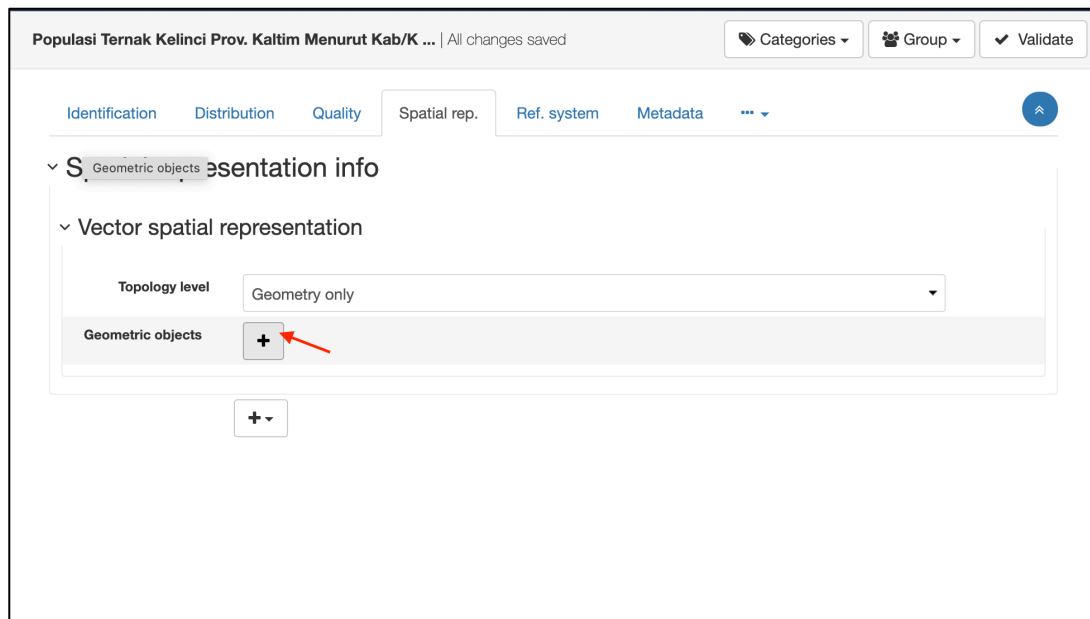 Populasi Ternak Kelinci Prov. Kaltim Menurut Kab/K ... | All changes saved
Categories
Group
Validate
Identification
Distribution
Quality
Spatial rep.
Ref. system
Metadata
Geometric objects
esentation info
Vector spatial representation
Topology level
Geometry only
Geometric objects